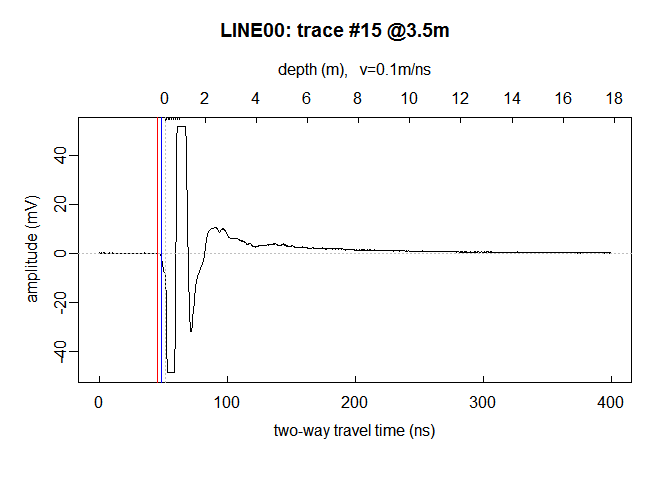 LINE00: trace #15 @3.5m
depth (m),   v=0.1m/ns
0 2 4 6 8 10 12 14 16 18
amplitude (mV)
40
20
0
-20
-40
0 100 200 300 400
two-way travel time (ns)